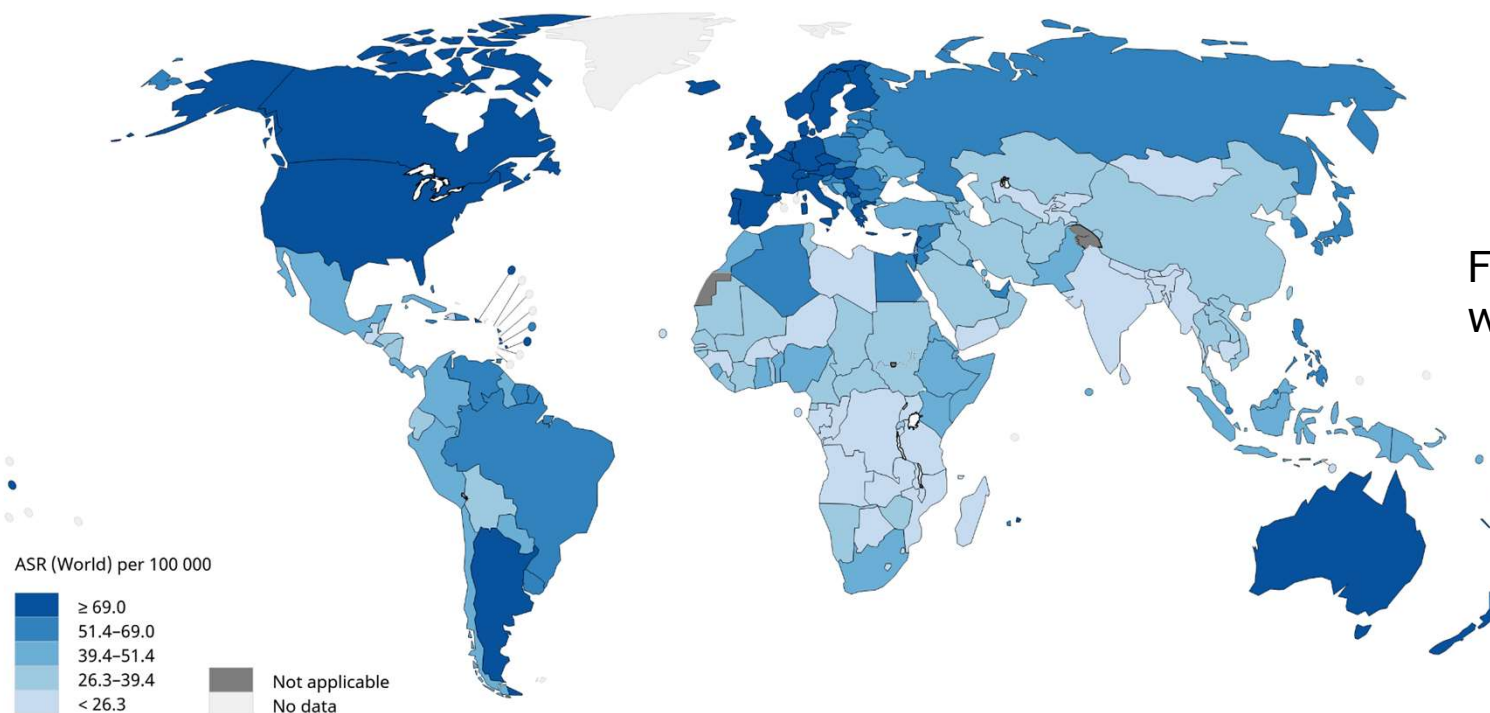 F
w
ASR (World) per 100 000
≥ 69.0
51.4–69.0
39.4–51.4
26.3–39.4
< 26.3
Not applicable
No data